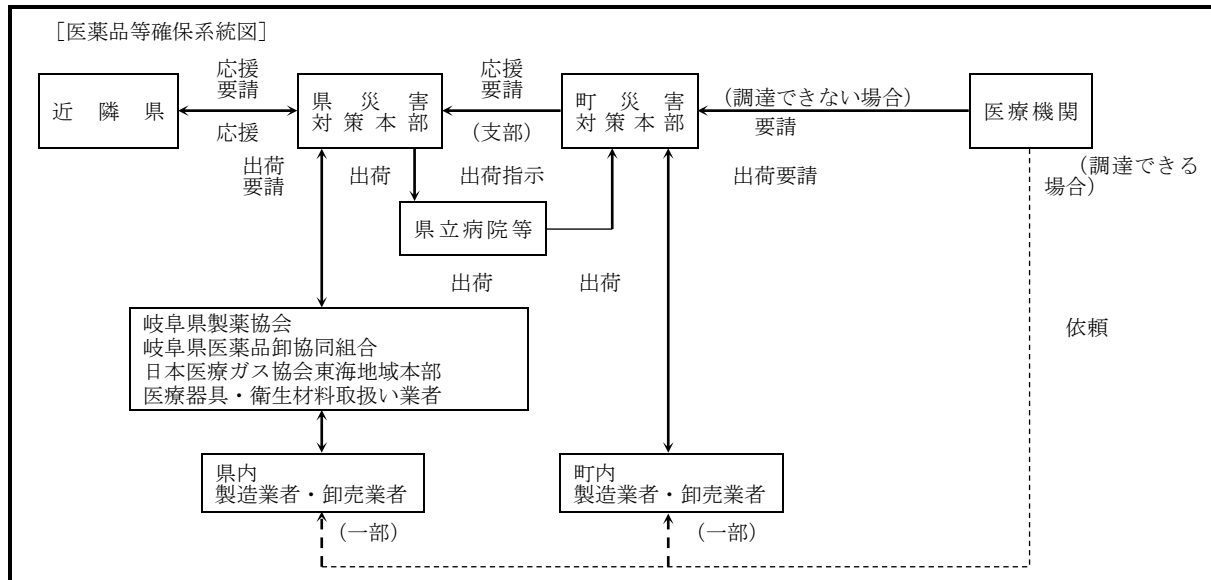 ［医薬品等確保系統図］
応援
要請
応援
要請
近隣県
県災害
対策本部
町災害
対策本部
(調達できない場合)
医療機関
応援
(支部)
要請
出荷
要請
出荷
出荷指示
出荷要請
(調達できる
場合)
県立病院等
出荷
出荷
岐阜県製薬協会
岐阜県医薬品卸協同組合
日本医療ガス協会東海地域本部
医療器具・衛生材料取扱い業者
依頼
県内
製造業者・卸売業者
町内
製造業者・卸売業者
(一部)
(一部)